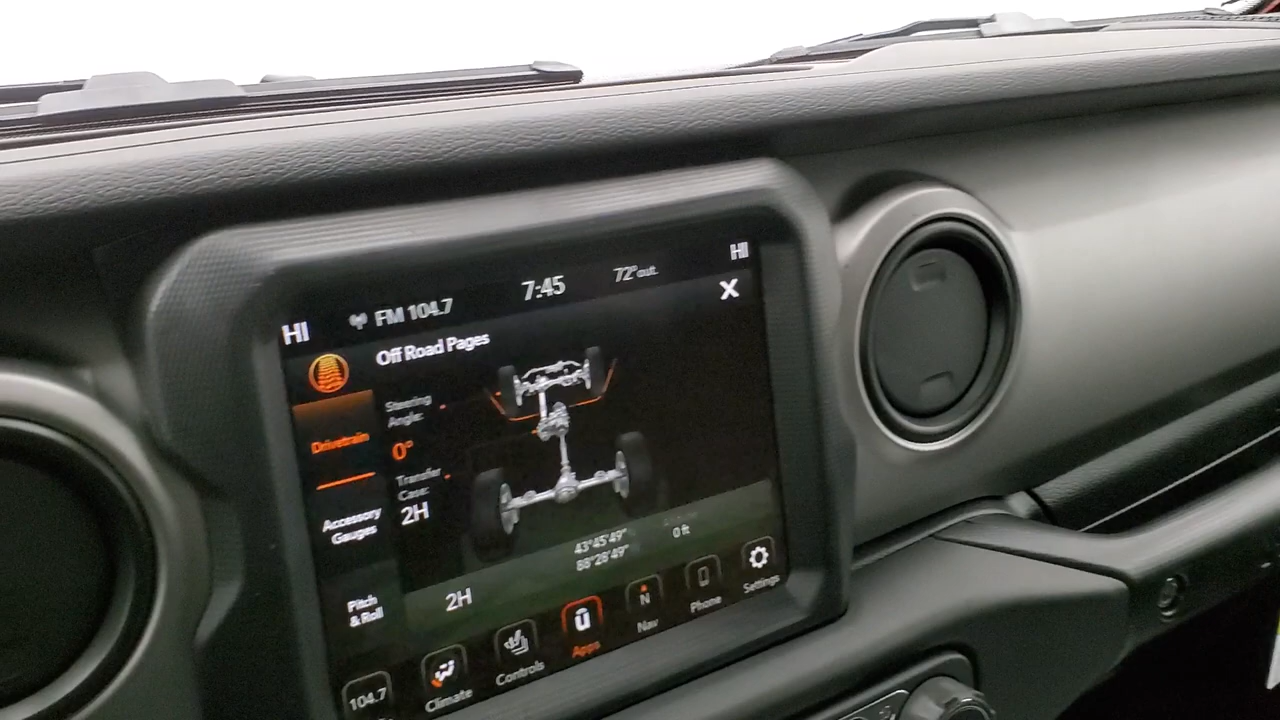 HI
FM 104.7
7:45
72° out
HI
X
Off Road Pages
Drivetrain
Steering
Angle:
0°
Transfer
Case:
2H
Accessory
Gauges
Pitch
& Roll
43°45'49"
88°28'49"
0 ft
2H
104.7
Climate
Controls
Apps
N
Nav
Phone
Settings